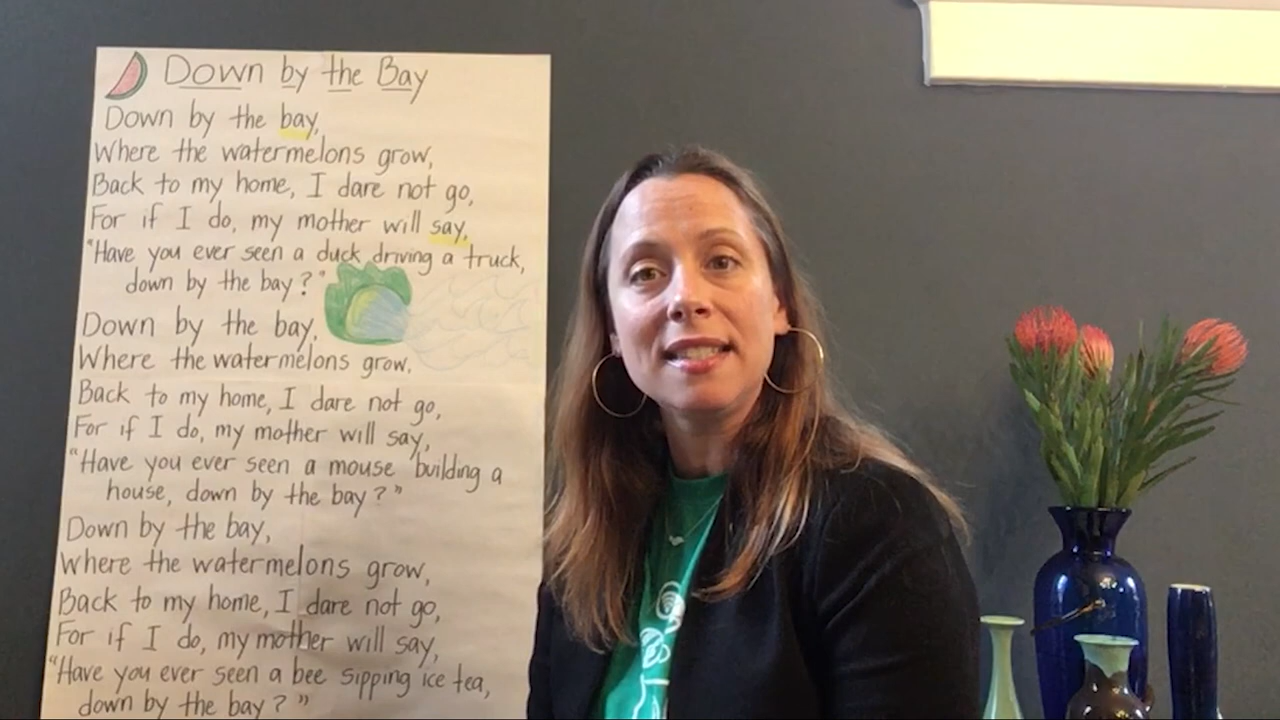 Down by the Bay
Down by the bay,
Where the watermelons grow,
Back to my home, I dare not go,
For if I do, my mother will say,
"Have you ever seen a duck driving a truck,
down by the bay?"
Down by the bay,
Where the watermelons grow,
Back to my home, I dare not go,
For if I do, my mother will say,
"Have you ever seen a mouse building a
house, down by the bay?"
Down by the bay,
Where the watermelons grow,
Back to my home, I dare not go,
For if I do, my mother will say,
"Have you ever seen a bee sipping ice tea,
down by the bay?"